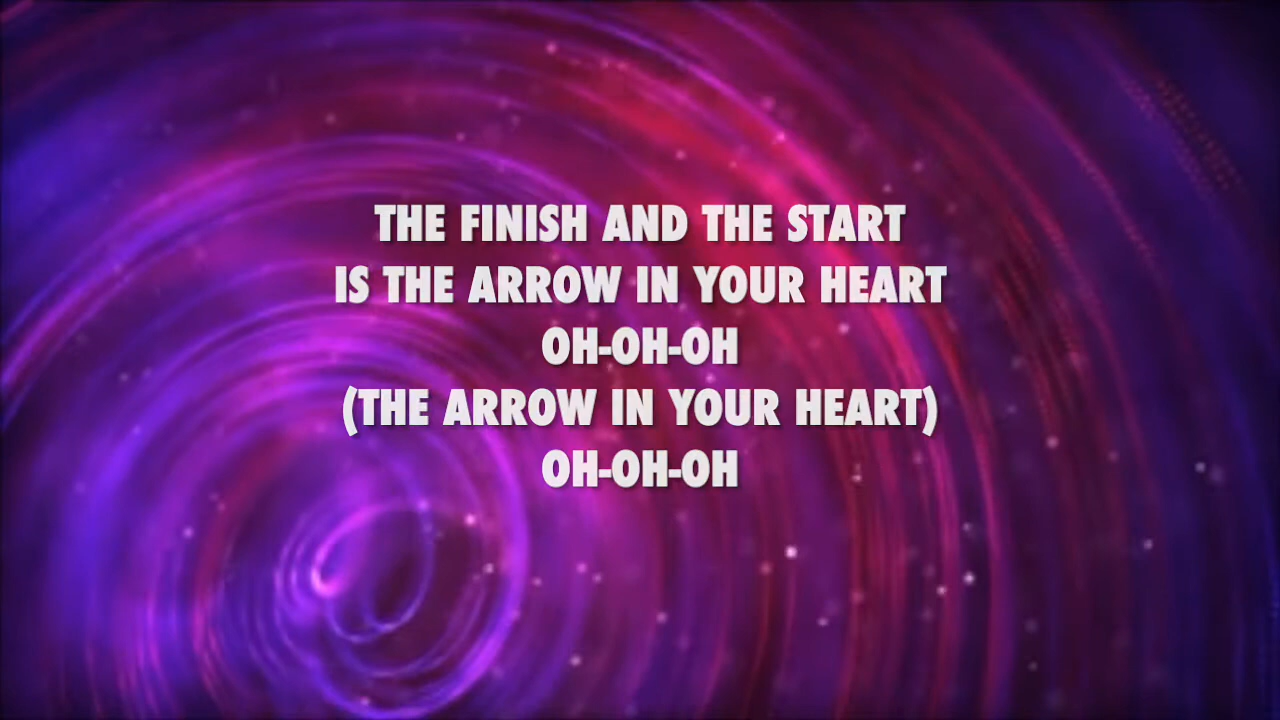 THE FINISH AND THE START
IS THE ARROW IN YOUR HEART
OH-OH-OH
(THE ARROW IN YOUR HEART)
OH-OH-OH